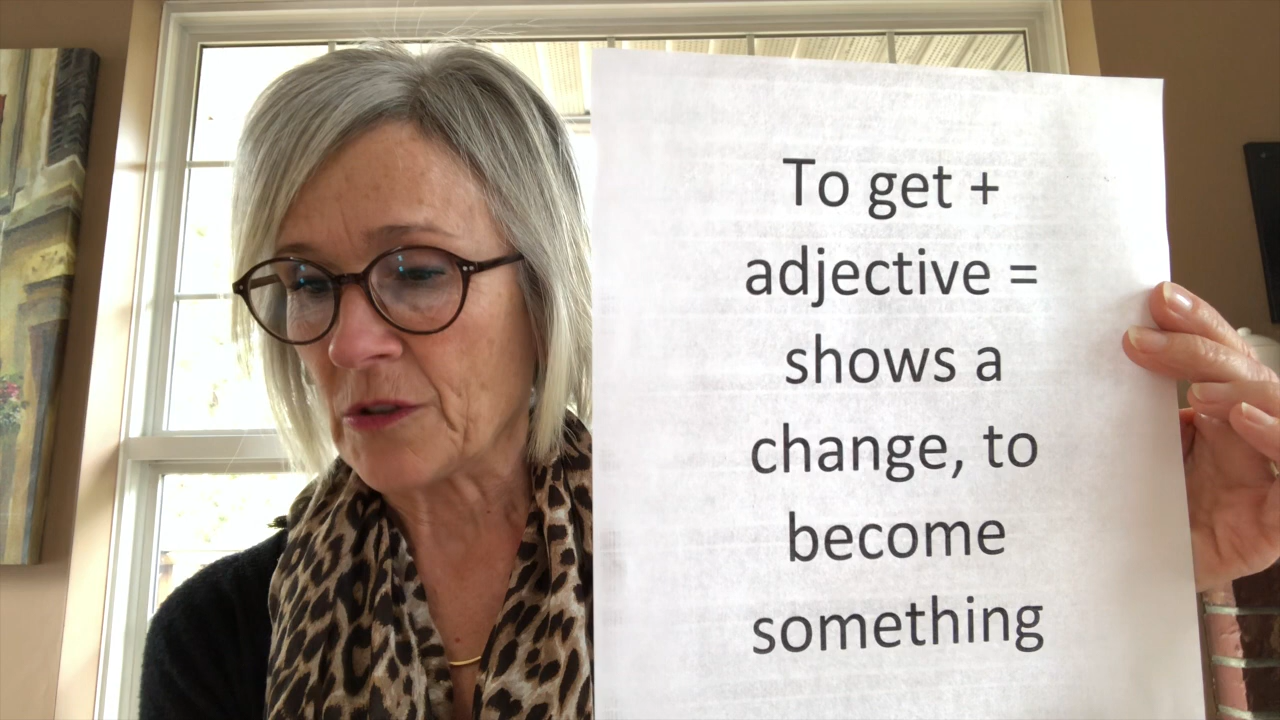 To get +
adjective =
shows a
change, to
become
something